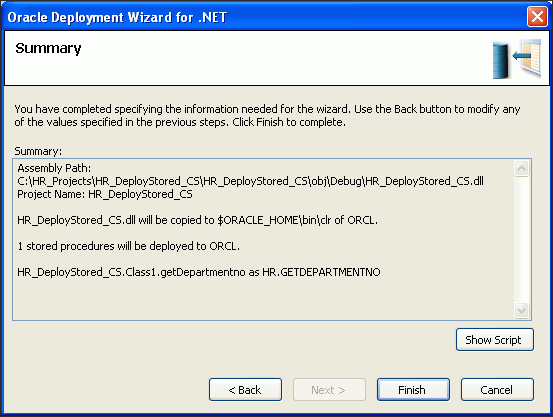 Oracle Deployment Wizard for .NET
Summary
You have completed specifying the information needed for the wizard. Use the Back button to modify any
of the values specified in the previous steps. Click Finish to complete.
Summary:
Assembly Path:
C:\HR_Projects\HR_DeployStored_CS\HR_DeployStored_CS\obj\Debug\HR_DeployStored_CS.dll
Project Name: HR_DeployStored_CS
HR_DeployStored_CS.dll will be copied to $ORACLE_HOME\bin\clr of ORCL.
1 stored procedures will be deployed to ORCL.
HR_DeployStored_CS.Class1.getDepartmentno as HR.GETDEPARTMENTNO
Show Script
< Back
Next >
Finish
Cancel